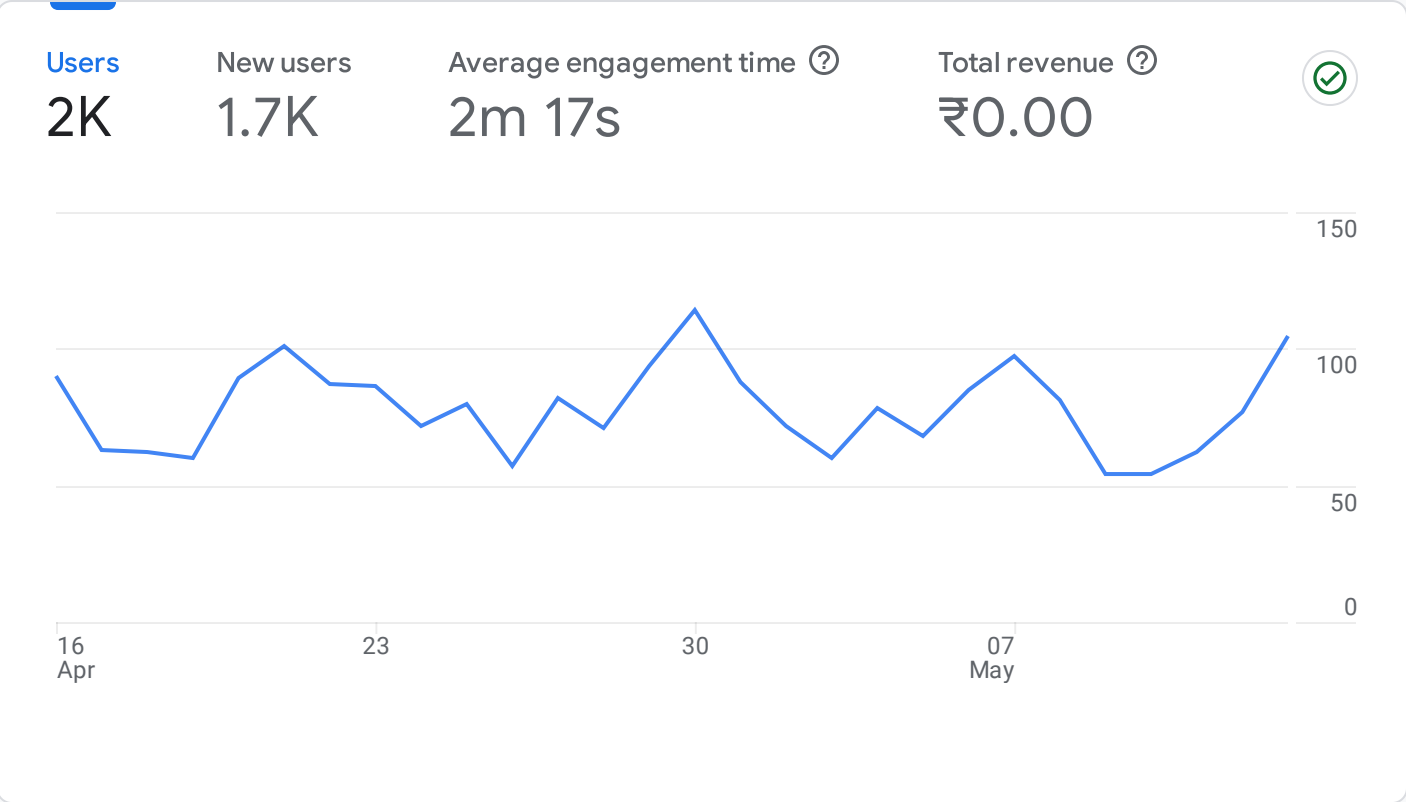 Users
2K
New users
1.7K
Average engagement time
2m 17s
Total revenue
₹0.00
150
100
50
0
16
Apr
23
30
07
May